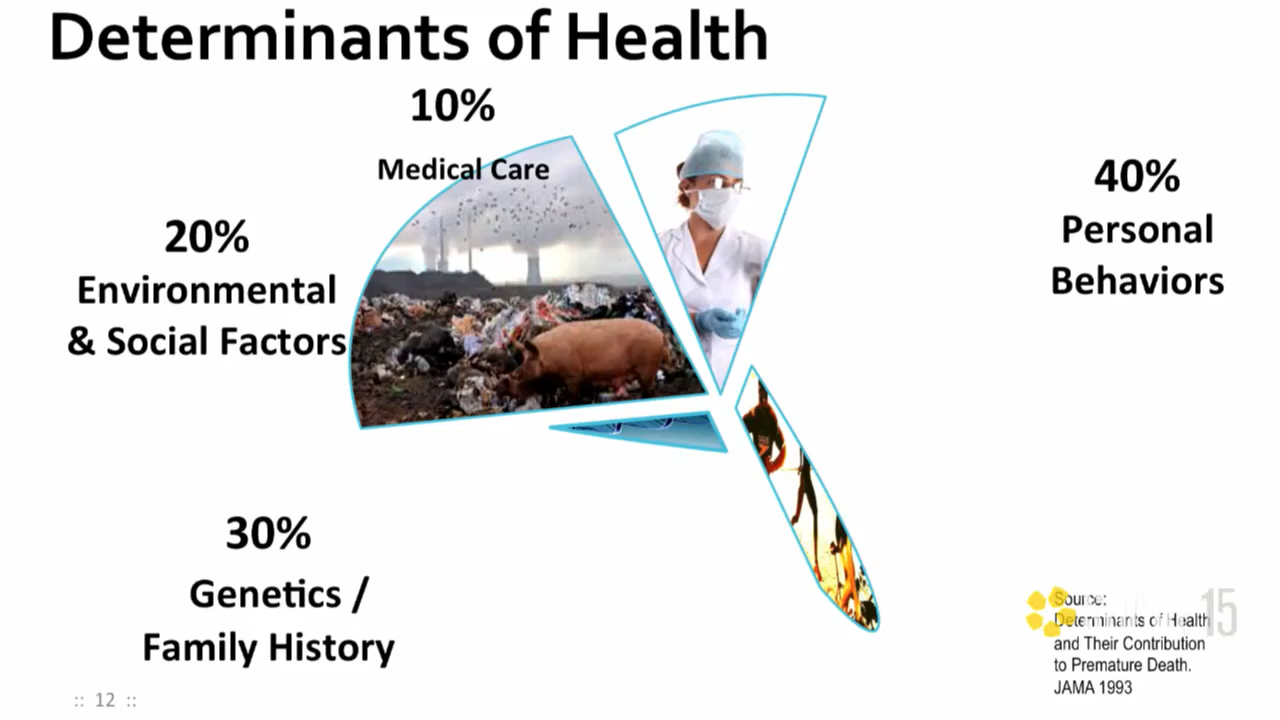 Determinants of Health
10%
Medical Care
40%
Personal
Behaviors
20%
Environmental
& Social Factors
30%
Genetics /
Family History
Source:
Determinants of Health
and Their Contribution
to Premature Death.
JAMA 1993
15
:: 12 ::